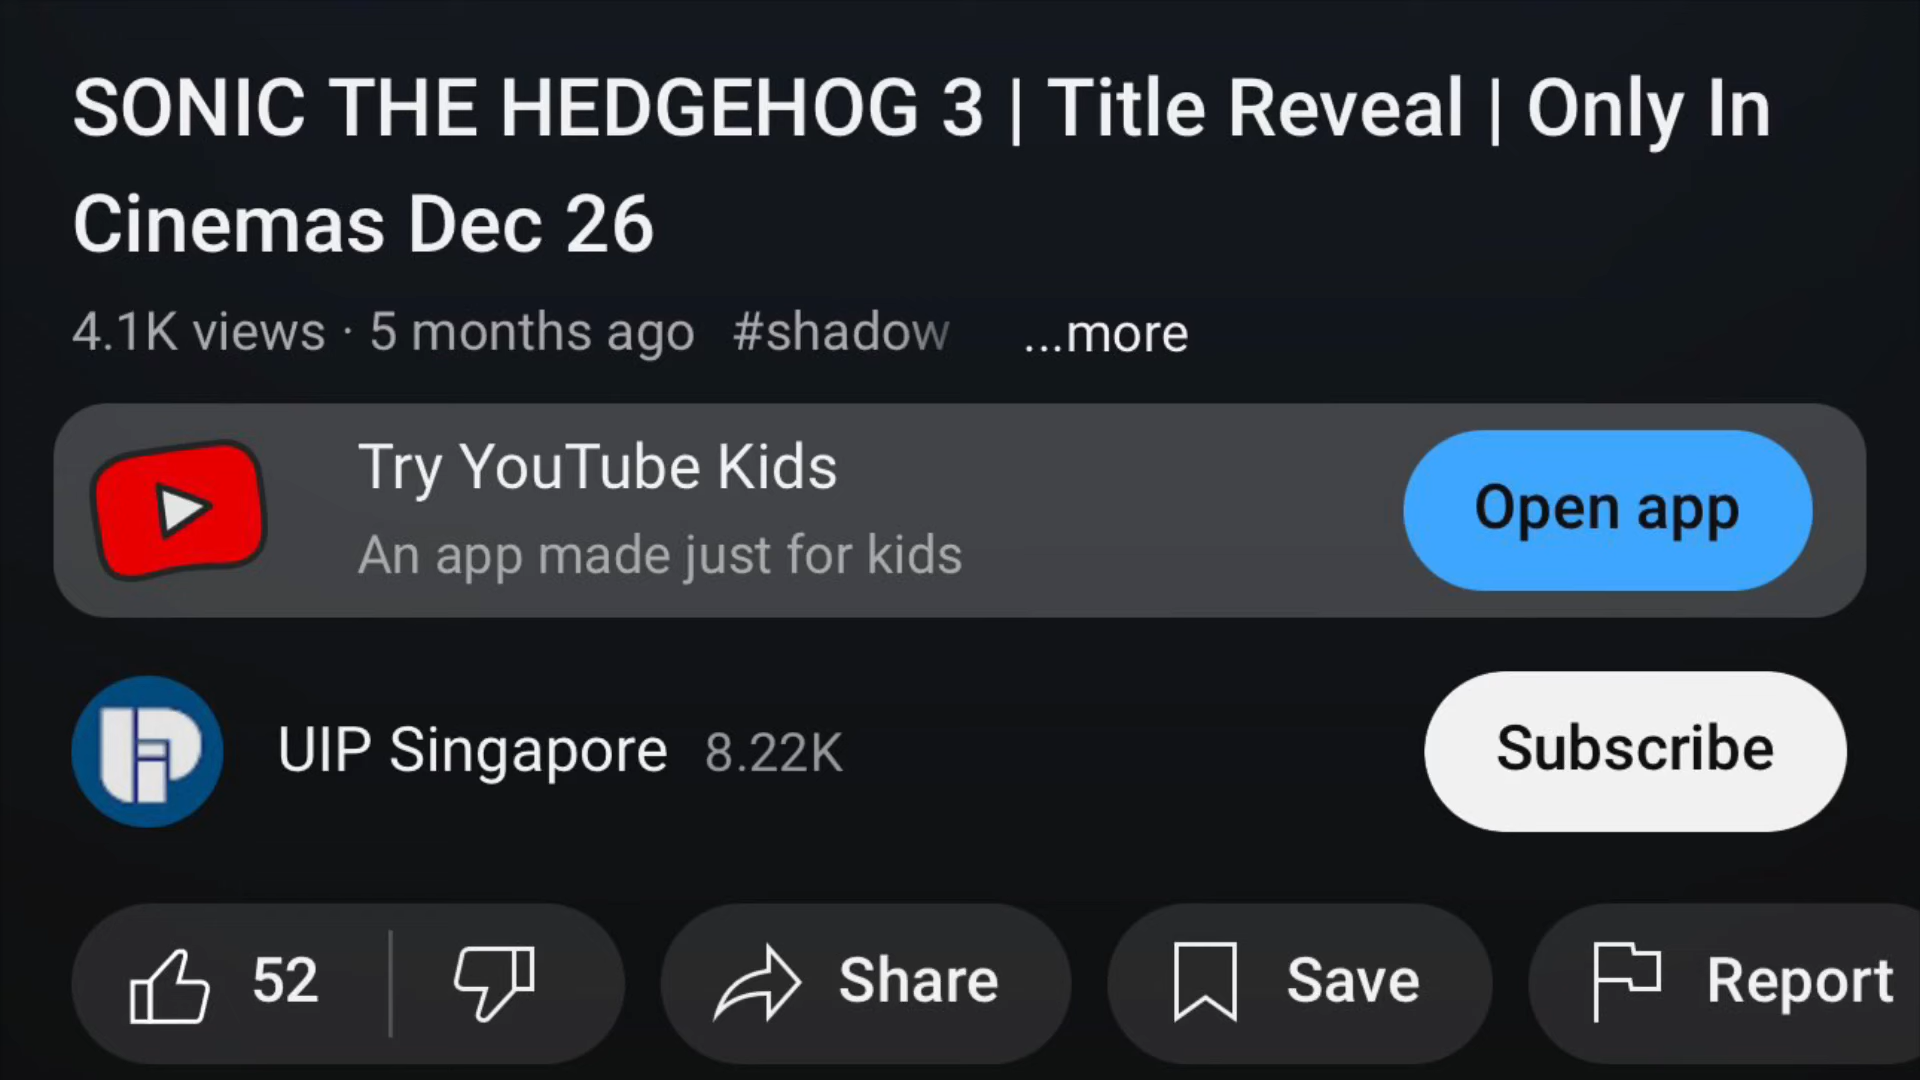 SONIC THE HEDGEHOG 3 | Title Reveal | Only In
Cinemas Dec 26
4.1K views · 5 months ago #shadow ...more
Try YouTube Kids
An app made just for kids
Open app
UIP Singapore 8.22K
Subscribe
52
Share
Save
Report